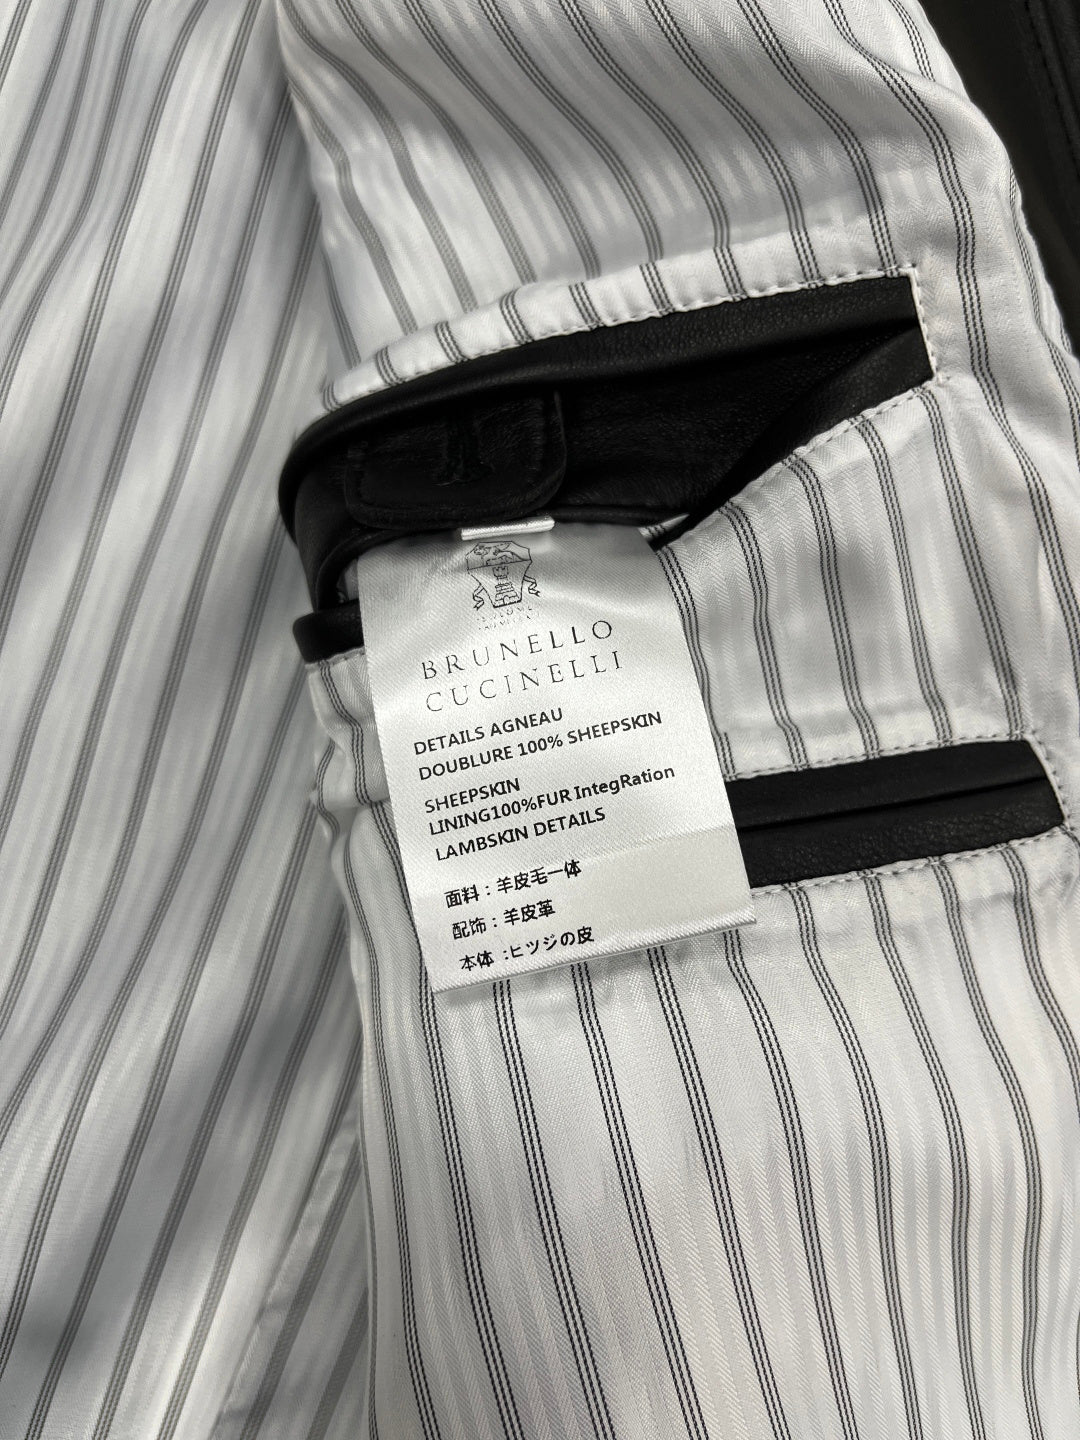 BRUNELLO
CUCINELLI
DETAILS AGNEAU
DOUBLURE 100% SHEEPSKIN
SHEEPSKIN
LINING100%FUR IntegRation
LAMBSKIN DETAILS
面料：羊皮毛一体
配饰：羊皮革
本体 :ヒツジの皮